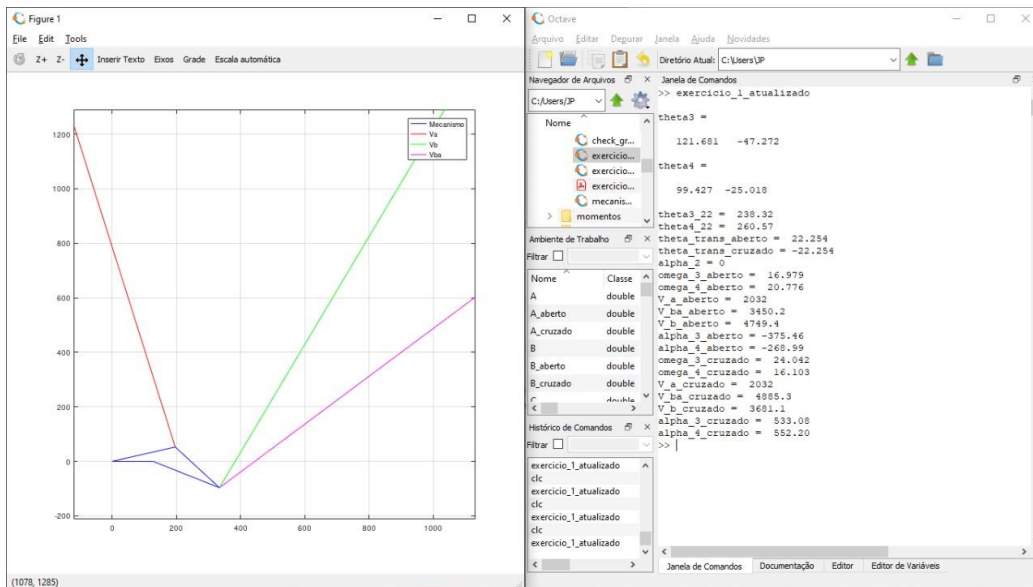 Figure 1
File Edit Tools
Z+ Z- Inserir Texto Eixos Grade Escala automática
Mecanismo
Va
Vb
Vba
1200
1000
800
600
400
200
0
-200
0 200 400 600 800 1000
(1078, 1285)
Octave
Arquivo Editar Depurar Janela Ajuda Novidades
Diretório Atual: C:\Users\JP
Navegador de Arquivos
C:/Users/JP
Nome
check_gr...
exercicio...
exercicio...
exercicio...
mecanis...
momentos
Ambiente de Trabalho
Filtrar
Nome Classe
A double
A_aberto double
A_cruzado double
B double
B_aberto double
B_cruzado double
C double
Histórico de Comandos
Filtrar
exercicio_1_atualizado
clc
exercicio_1_atualizado
clc
exercicio_1_atualizado
clc
exercicio_1_atualizado
Janela de Comandos
>> exercicio_1_atualizado
theta3 =
121.681 -47.272
theta4 =
99.427 -25.018
theta3_22 = 238.32
theta4_22 = 260.57
theta_trans_aberto = 22.254
theta_trans_cruzado = -22.254
alpha_2 = 0
omega_3_aberto = 16.979
omega_4_aberto = 20.776
V_a_aberto = 2032
V_ba_aberto = 3450.2
V_b_aberto = 4749.4
alpha_3_aberto = -375.46
alpha_4_aberto = -268.99
omega_3_cruzado = 24.042
omega_4_cruzado = 16.103
V_a_cruzado = 2032
V_ba_cruzado = 4885.3
V_b_cruzado = 3681.1
alpha_3_cruzado = 533.08
alpha_4_cruzado = 552.20
>>
Janela de Comandos Documentação Editor Editor de Variáveis